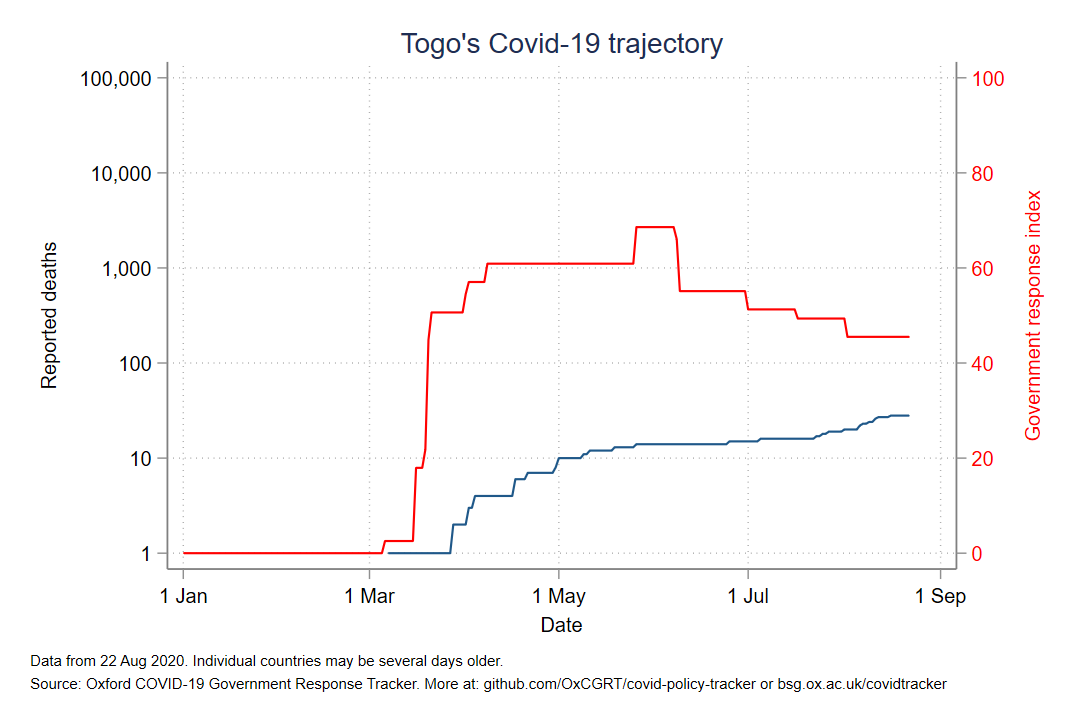 Togo's Covid-19 trajectory
100,000
10,000
1,000
100
10
1
Reported deaths
100
80
60
40
20
0
Government response index
1 Jan 1 Mar 1 May 1 Jul 1 Sep
Date
Data from 22 Aug 2020. Individual countries may be several days older.
Source: Oxford COVID-19 Government Response Tracker. More at: github.com/OxCGRT/covid-policy-tracker or bsg.ox.ac.uk/covidtracker